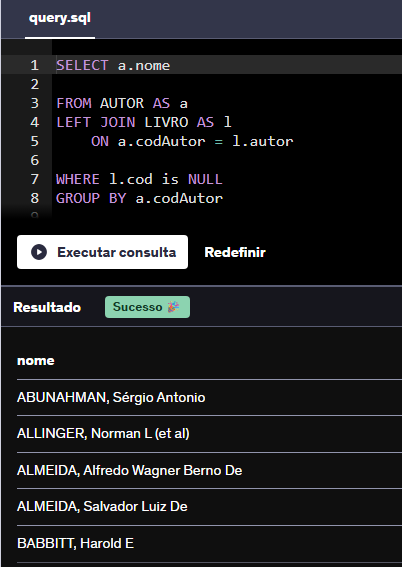 query.sql
1 SELECT a.nome
2
3 FROM AUTOR AS a
4 LEFT JOIN LIVRO AS l
5 ON a.codAutor = l.autor
6
7 WHERE l.cod is NULL
8 GROUP BY a.codAutor
9
Executar consulta Redefinir
Resultado Sucesso 🎉
nome
ABUNAHMAN, Sérgio Antonio
ALLINGER, Norman L (et al)
ALMEIDA, Alfredo Wagner Berno De
ALMEIDA, Salvador Luiz De
BABBITT, Harold E